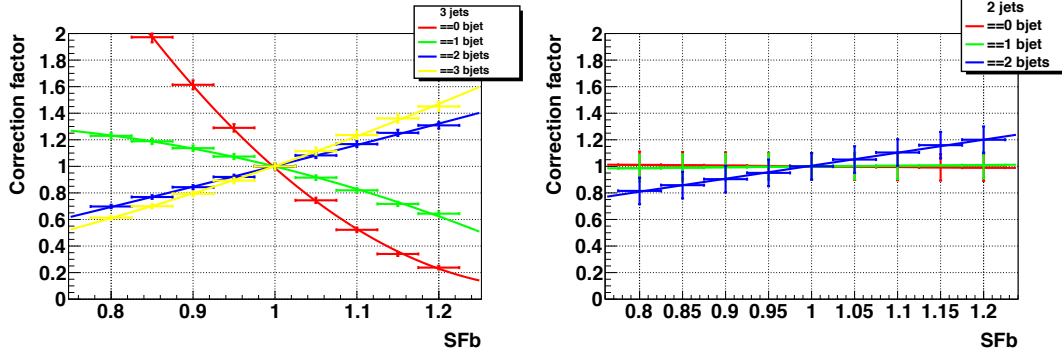 3 jets
==0 bjet
==1 bjet
==2 bjets
==3 bjets
Correction factor
2
1.8
1.6
1.4
1.2
1
0.8
0.6
0.4
0.2
0
0.8 0.9 1 1.1 1.2
SFb
2 jets
==0 bjet
==1 bjet
==2 bjets
Correction factor
2
1.8
1.6
1.4
1.2
1
0.8
0.6
0.4
0.2
0
0.8 0.85 0.9 0.95 1 1.05 1.1 1.15 1.2
SFb